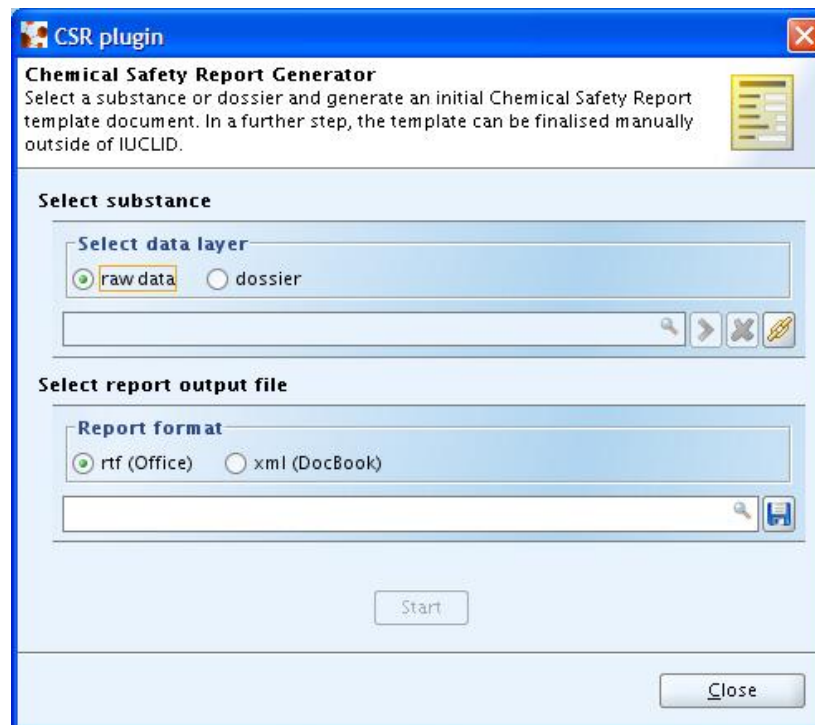 CSR plugin
Chemical Safety Report Generator
Select a substance or dossier and generate an initial Chemical Safety Report
template document. In a further step, the template can be finalised manually
outside of IUCLID.
Select substance
Select data layer
raw data dossier
Select report output file
Report format
rtf (Office) xml (DocBook)
Start
Close